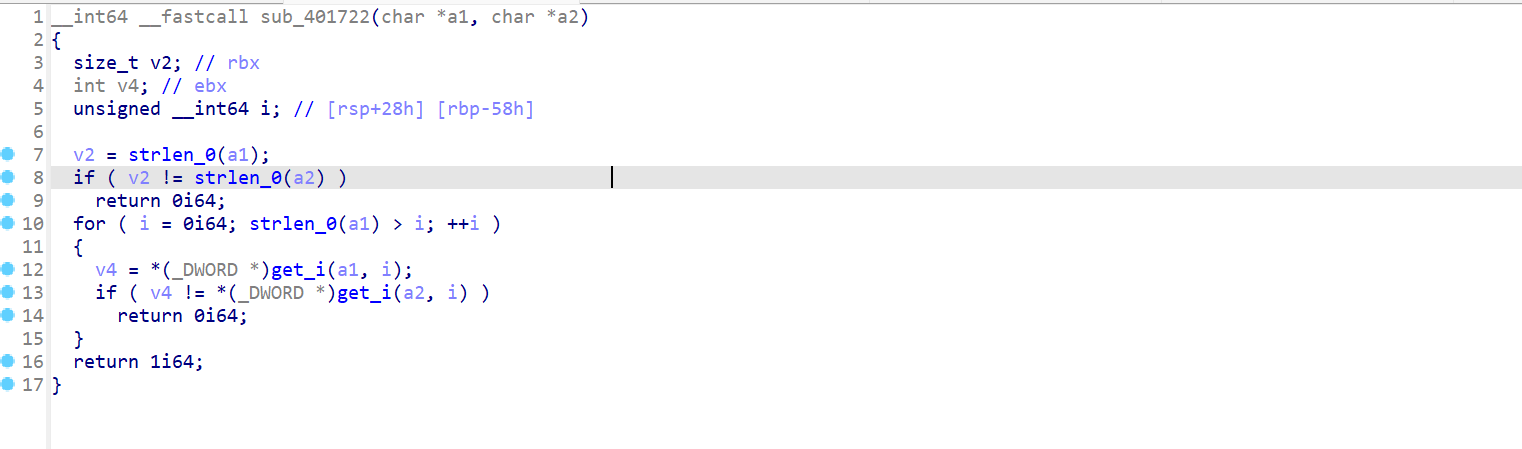 1 __int64 __fastcall sub_401722(char *a1, char *a2)
2 {
3   size_t v2; // rbx
4   int v4; // ebx
5   unsigned __int64 i; // [rsp+28h] [rbp-58h]
6
7   v2 = strlen_0(a1);
8   if ( v2 != strlen_0(a2) )
9     return 0i64;
10   for ( i = 0i64; strlen_0(a1) > i; ++i )
11   {
12     v4 = *(_DWORD *)get_i(a1, i);
13     if ( v4 != *(_DWORD *)get_i(a2, i) )
14       return 0i64;
15   }
16   return 1i64;
17 }